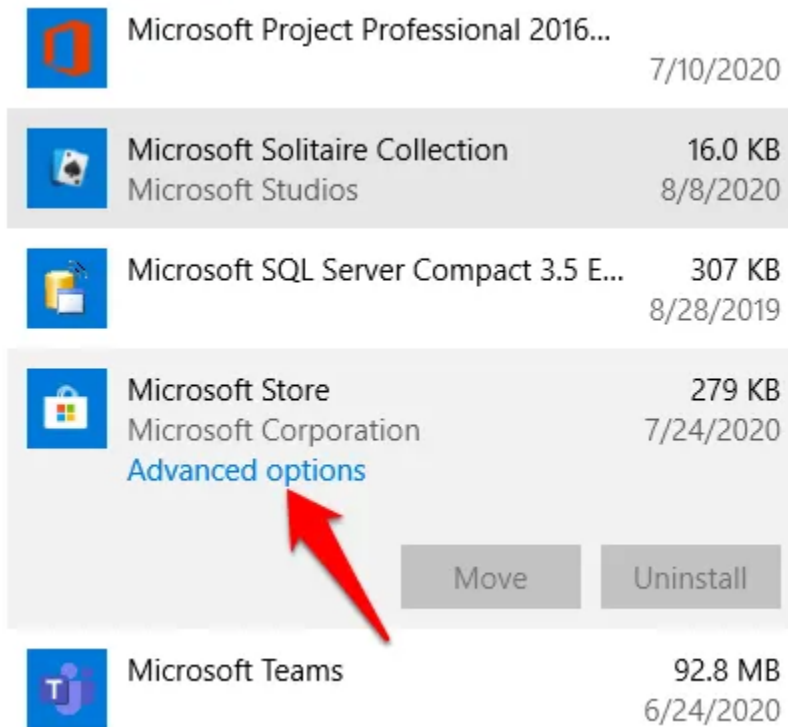 Microsoft Project Professional 2016...
7/10/2020
Microsoft Solitaire Collection 16.0 KB
Microsoft Studios 8/8/2020
Microsoft SQL Server Compact 3.5 E... 307 KB
8/28/2019
Microsoft Store 279 KB
Microsoft Corporation 7/24/2020
Advanced options
Move Uninstall
Microsoft Teams 92.8 MB
T
6/24/2020